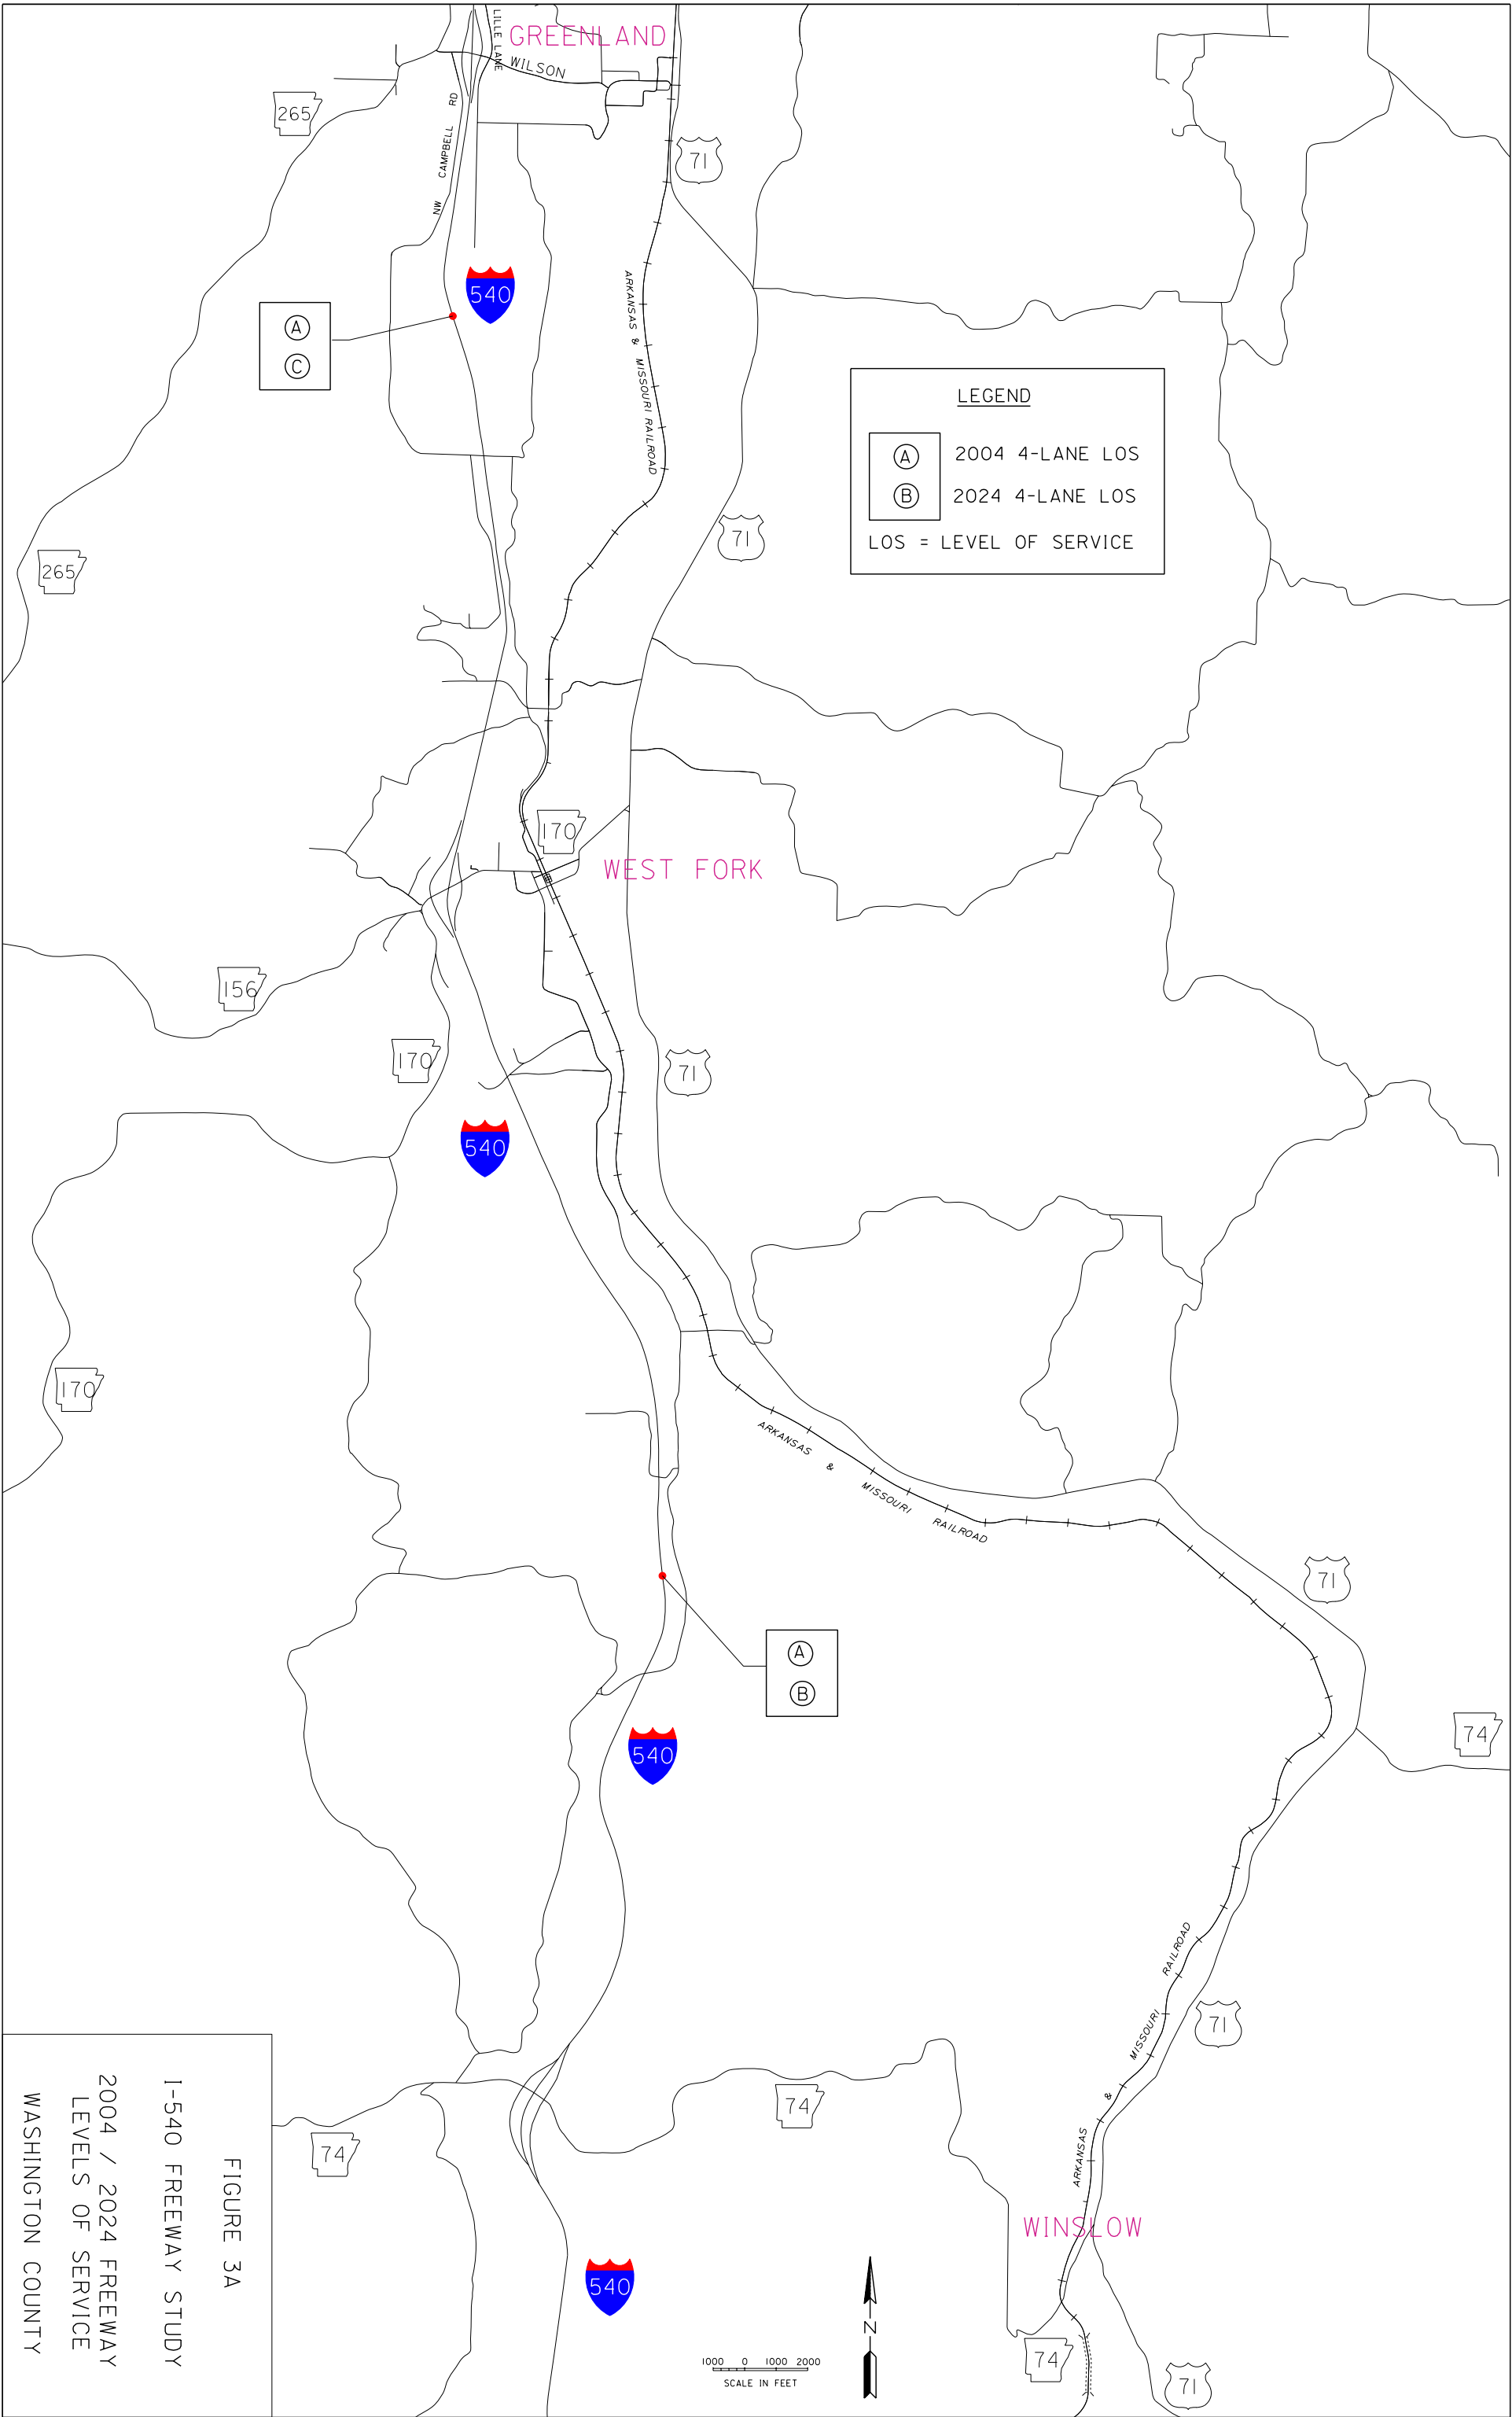 LILLE LANE
GREENLAND
WILSON
265
NW CAMPBELL RD
71
540
ARKANSAS & MISSOURI RAILROAD
A
C
LEGEND
A 2004 4-LANE LOS
B 2024 4-LANE LOS
LOS = LEVEL OF SERVICE
71
265
170
WEST FORK
156
170
71
540
170
ARKANSAS & MISSOURI RAILROAD
71
A
B
74
540
ARKANSAS & MISSOURI RAILROAD
71
74
74
WINSLOW
540
N
74
71
1000 0 1000 2000
SCALE IN FEET
FIGURE 3A
I-540 FREEWAY STUDY
2004 / 2024 FREEWAY
LEVELS OF SERVICE
WASHINGTON COUNTY